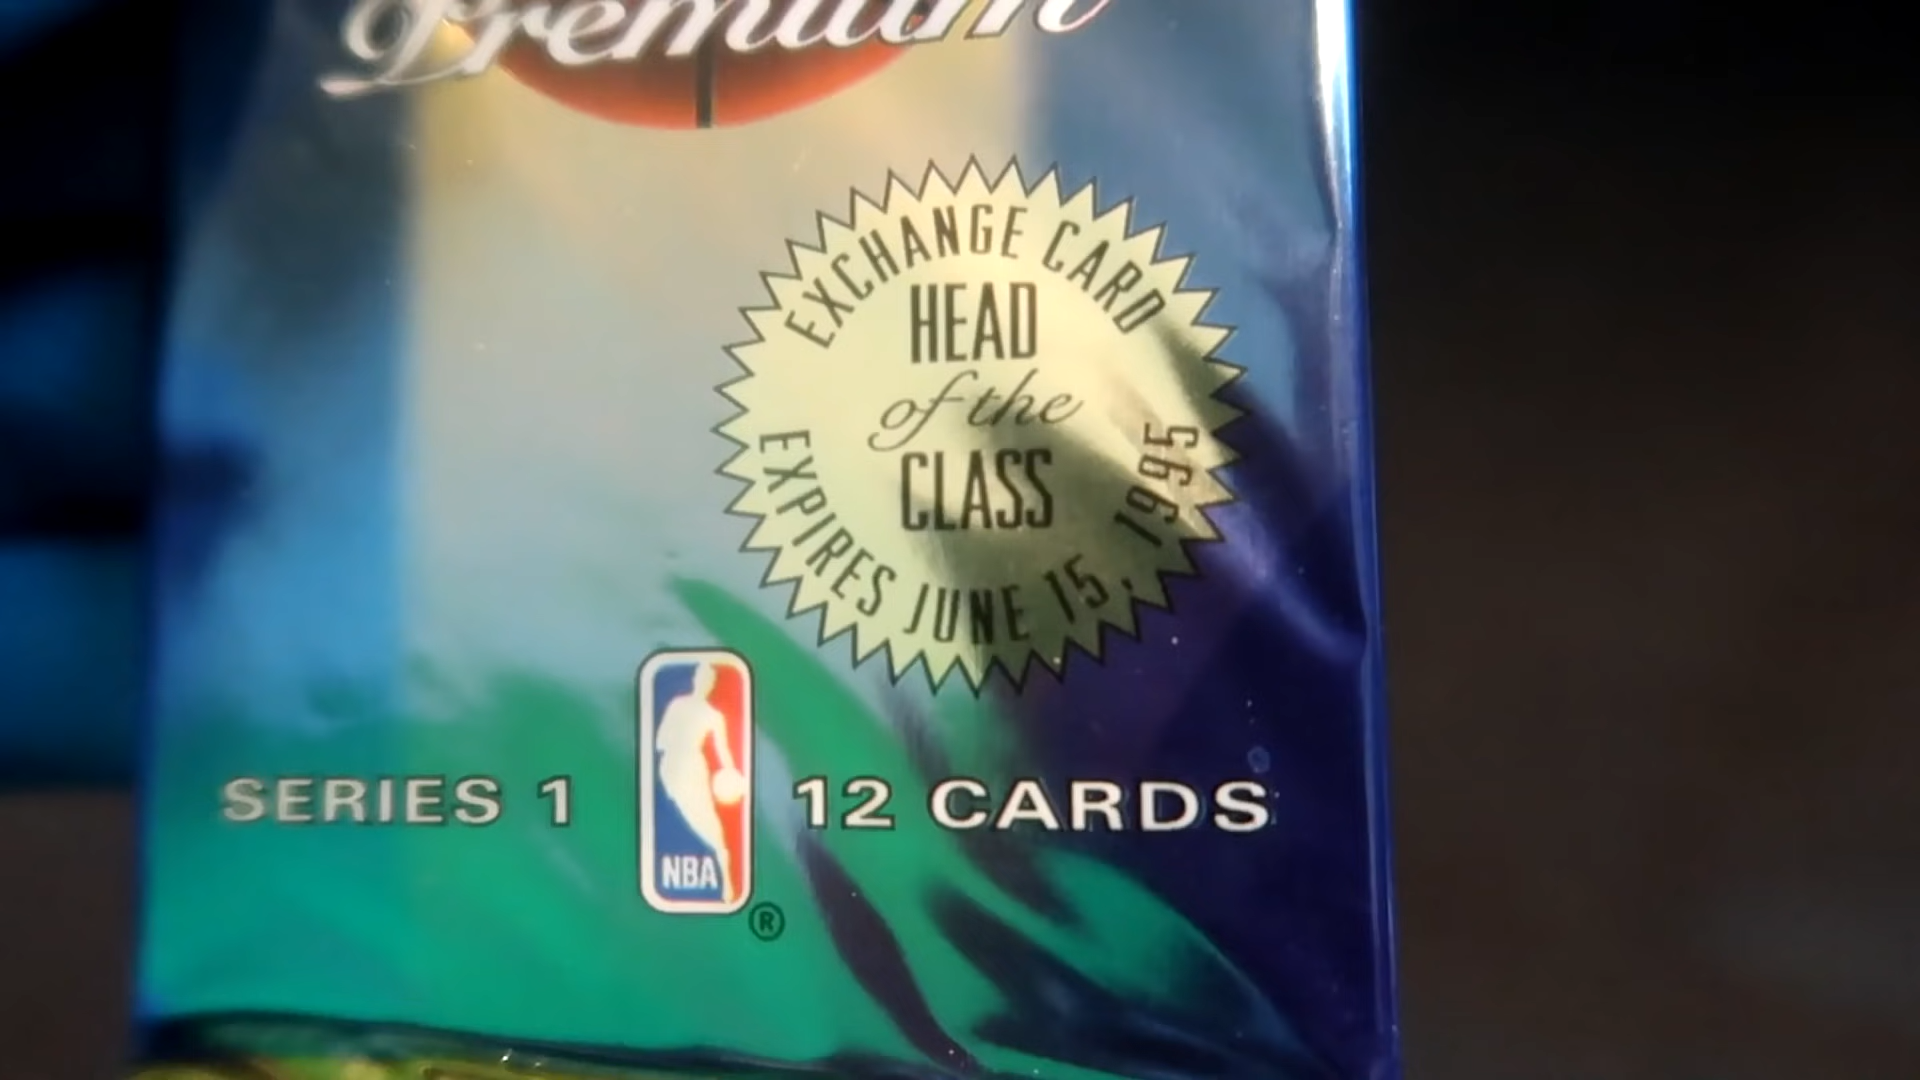 Premium
EXCHANGE CARD
HEAD
of the
CLASS
EXPIRES JUNE 15, 1995
SERIES 1
NBA
®
12 CARDS